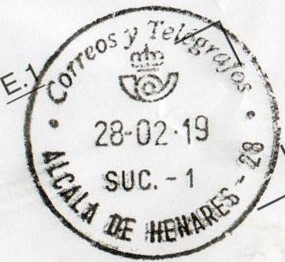 E.1
Correos y Telégrafos
28-02-19
SUC. - 1
ALCALA DE HENARES - 28